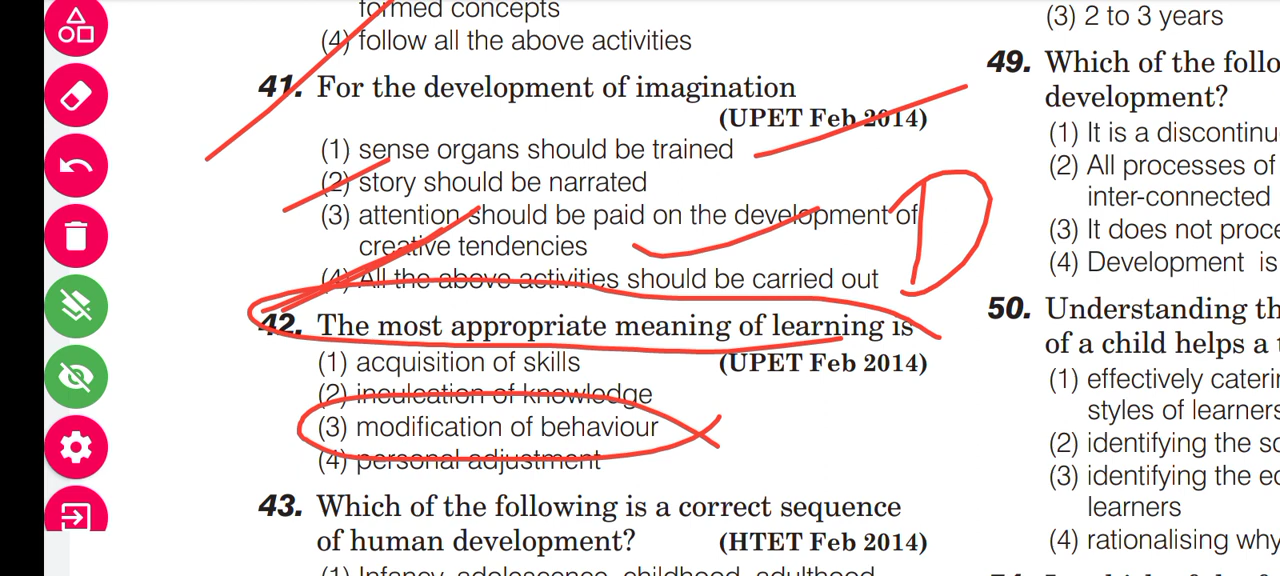 formed concepts
(4) follow all the above activities
41. For the development of imagination
(UPET Feb 2014)
(1) sense organs should be trained
(2) story should be narrated
(3) attention should be paid on the development of
creative tendencies
(4) All the above activities should be carried out
D
42. The most appropriate meaning of learning is
(1) acquisition of skills (UPET Feb 2014)
(2) inculcation of knowledge
(3) modification of behaviour
(4) personal adjustment
43. Which of the following is a correct sequence
of human development? (HTET Feb 2014)
(1) Infancy, adolescence, childhood, adulthood
(3) 2 to 3 years
49. Which of the follo
development?
(1) It is a discontinu
(2) All processes of
inter-connected
(3) It does not proce
(4) Development is
50. Understanding th
of a child helps a t
(1) effectively caterin
styles of learners
(2) identifying the so
(3) identifying the ec
learners
(4) rationalising why